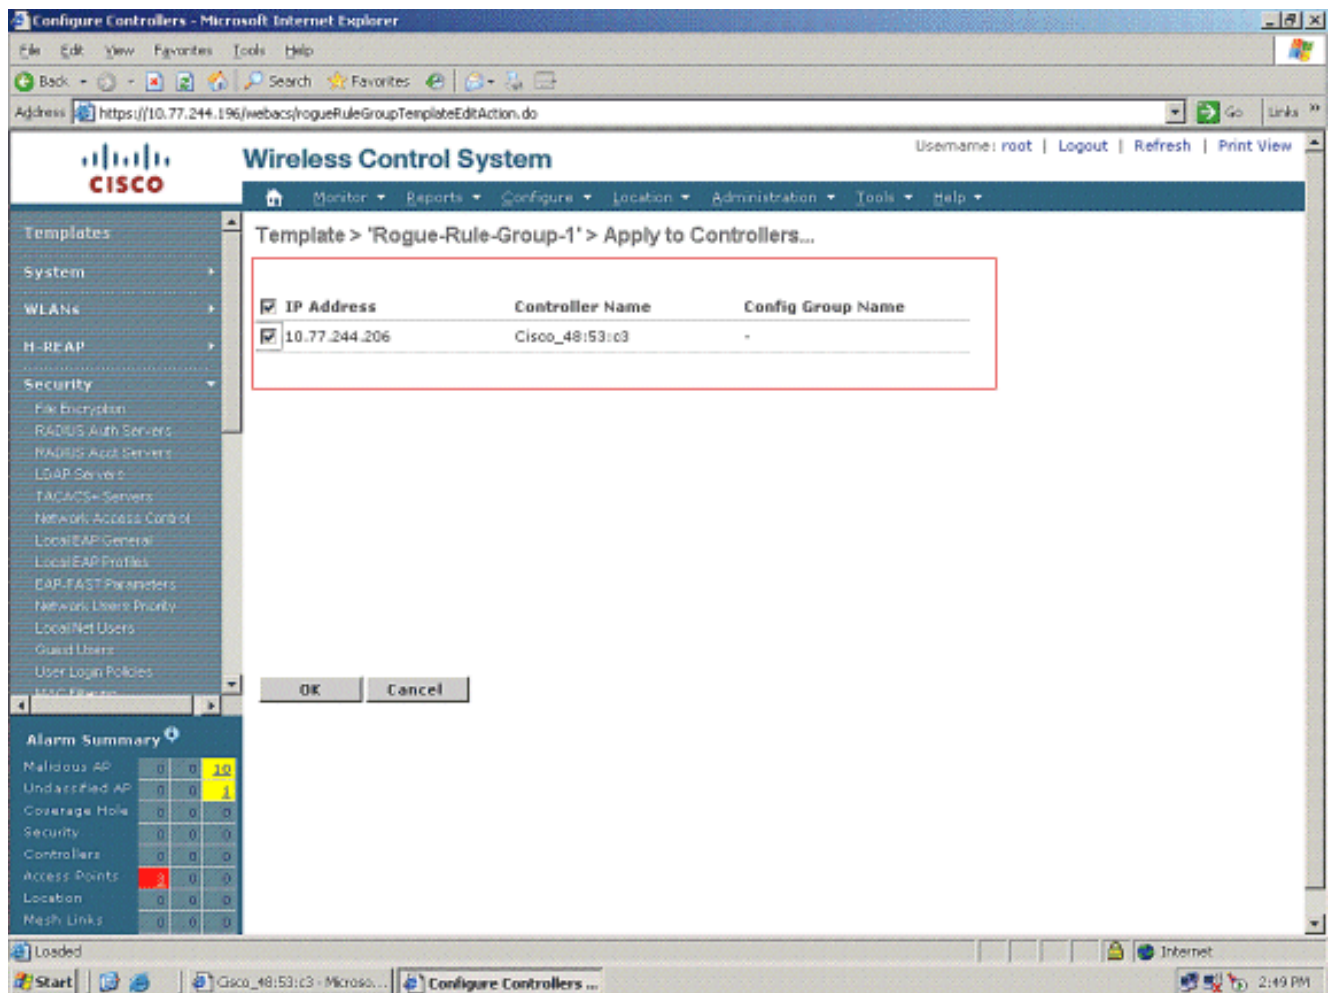 Configure Controllers - Microsoft Internet Explorer
File Edit View Favorites Tools Help
Back Search Favorites
Address https://10.77.244.196/webacs/rogueRuleGroupTemplateEditAction.do Go Links »
CISCO
Wireless Control System
Username: root | Logout | Refresh | Print View
Monitor Reports Configure Location Administration Tools Help
Templates
System
WLANs
H-REAP
Security
File Encryption
RADIUS Auth Servers
RADIUS Acct Servers
LDAP Servers
TACACS+ Servers
Network Access Control
Local EAP General
Local EAP Profiles
EAP-FAST Parameters
Network Users Priority
Local Net Users
Guest Users
User Login Policies
Template > 'Rogue-Rule-Group-1' > Apply to Controllers...
IP Address Controller Name Config Group Name
10.77.244.206 Cisco_48:53:c3 -
OK Cancel
Alarm Summary
Malicious AP 0 0 10
Unclassified AP 0 0 1
Coverage Hole 0 0 0
Security 0 0 0
Controllers 0 0 0
Access Points 0 0
Location 0 0 0
Mesh Links 0 0 0
Loaded Internet
Start Cisco_48:53:c3 - Microso... Configure Controllers ... 2:49 PM